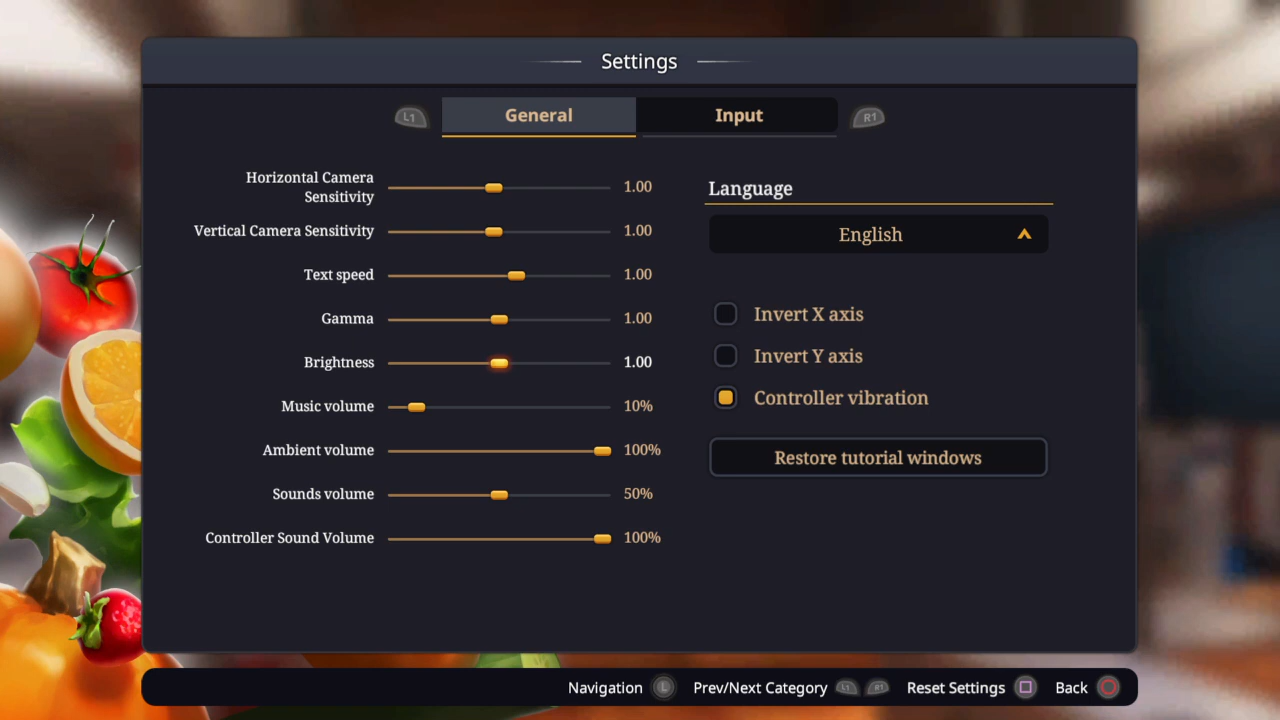 Settings
L1
General
Input
R1
Horizontal Camera
Sensitivity
1.00
Vertical Camera Sensitivity
1.00
Text speed
1.00
Gamma
1.00
Brightness
1.00
Music volume
10%
Ambient volume
100%
Sounds volume
50%
Controller Sound Volume
100%
Language
English
Invert X axis
Invert Y axis
Controller vibration
Restore tutorial windows
Navigation L
Prev/Next Category L1 R1
Reset Settings
Back